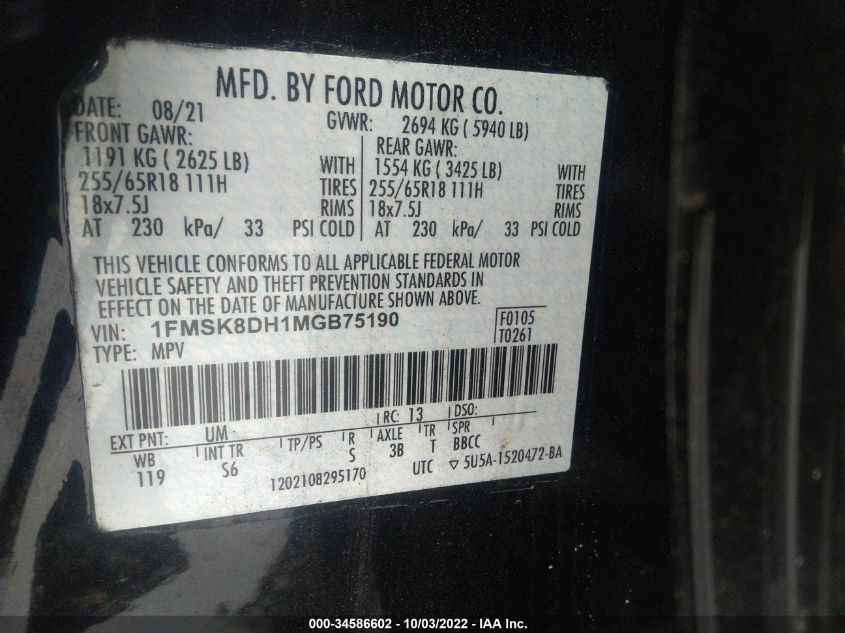 MFD. BY FORD MOTOR CO.
DATE: 08/21 GVWR: 2694 KG ( 5940 LB)
FRONT GAWR: REAR GAWR:
1191 KG ( 2625 LB) WITH 1554 KG ( 3425 LB) WITH
255/65R18 111H TIRES 255/65R18 111H TIRES
18x7.5J RIMS 18x7.5J RIMS
AT 230 kPa/ 33 PSI COLD AT 230 kPa/ 33 PSI COLD
THIS VEHICLE CONFORMS TO ALL APPLICABLE FEDERAL MOTOR
VEHICLE SAFETY AND THEFT PREVENTION STANDARDS IN
EFFECT ON THE DATE OF MANUFACTURE SHOWN ABOVE.
VIN: 1FMSK8DH1MGB75190 F0105
TYPE: MPV T0261
EXT PNT: UM RC: 13 DSO:
WB INT TR TP/PS R AXLE TR SPR
119 S6 S 3B T BBCC
1202108295170 UTC ▽ 5U5A-1520472-BA
000-34586602 - 10/03/2022 - IAA Inc.